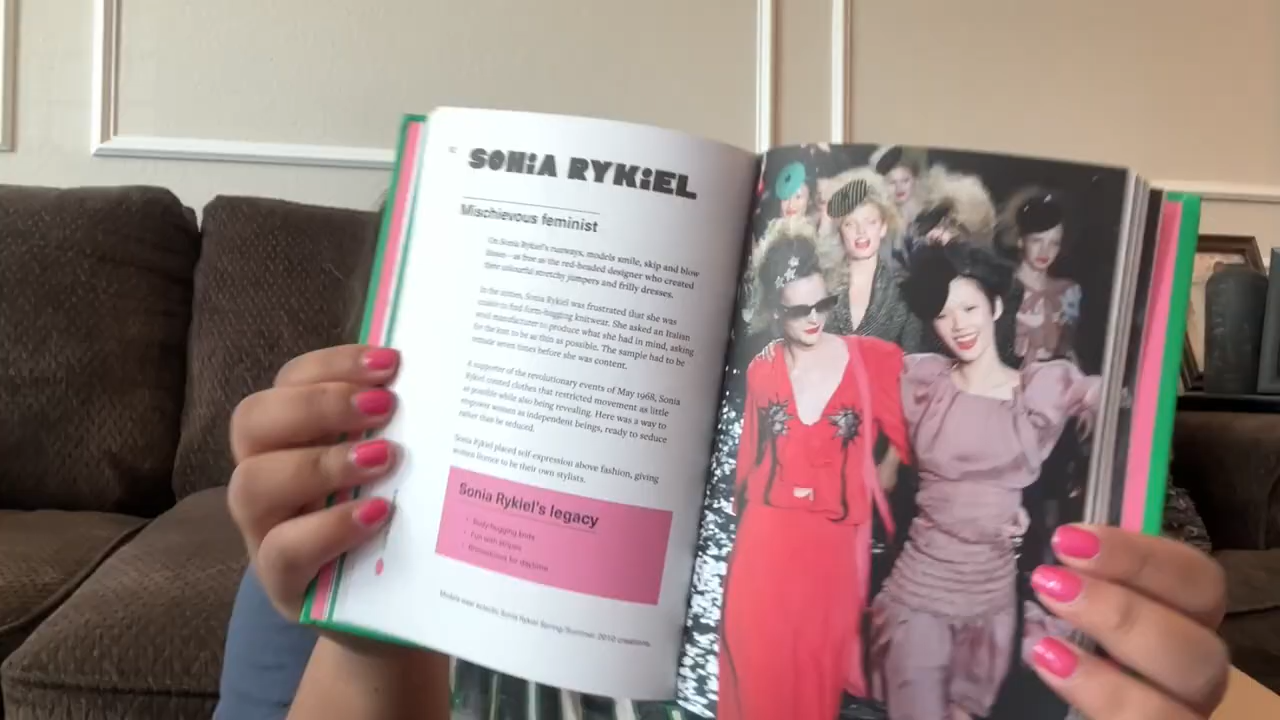 SONiA RYKiEL
Mischievous feminist
On Sonia Rykiel's runways, models smile, skip and blow
kisses – as free as the red-headed designer who created
their colourful stretchy jumpers and frilly dresses.
In the sixties, Sonia Rykiel was frustrated that she was
unable to find form-hugging knitwear. She asked an Italian
wool manufacturer to produce what she had in mind, asking
for the knit to be as thin as possible. The sample had to be
remade seven times before she was content.
A supporter of the revolutionary events of May 1968, Sonia
Rykiel created clothes that restricted movement as little
as possible while also being revealing. Here was a way to
empower women as independent beings, ready to seduce
rather than be seduced.
Sonia Rykiel placed self expression above fashion, giving
women licence to be their own stylists.
Sonia Rykiel's legacy
• Body-hugging knits
• Fun with stripes
• Rhinestones for daytime
Models wear eclectic Sonia Rykiel Spring/Summer 2010 creations.